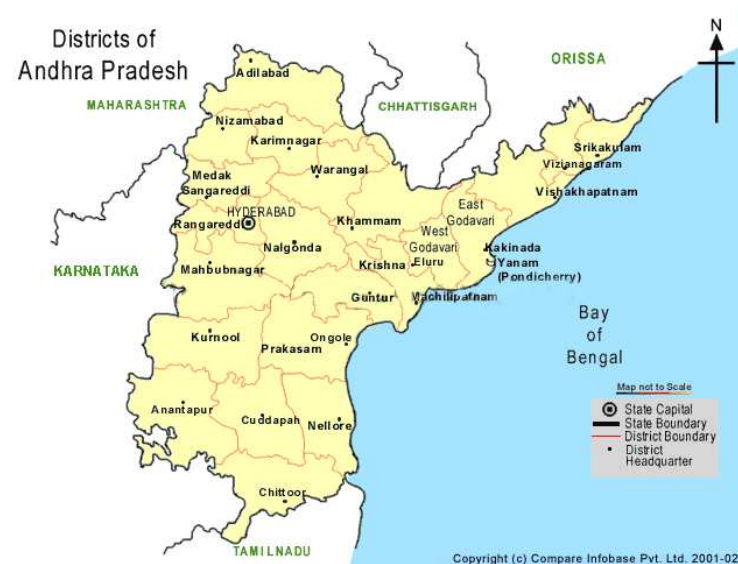 Districts of
Andhra Pradesh
N
ORISSA
MAHARASHTRA
CHHATTISGARH
Adilabad
Nizamabad
Karimnagar
Srikakulam
Vizianagaram
Medak
Sangareddi
Warangal
Vishakhapatnam
HYDERABAD
Rangareddi
Khammam
East
Godavari
West
Godavari
Nalgonda
Kakinada
Yanam
(Pondicherry)
KARNATAKA
Mahbubnagar
Krishna
Eluru
Guntur
Machilipatnam
Bay
of
Bengal
Kurnool
Ongole
Prakasam
Anantapur
Cuddapah
Nellore
Chittoor
TAMILNADU
Map not to Scale
State Capital
State Boundary
District Boundary
District
Headquarter
Copyright (c) Compare Infobase Pvt. Ltd. 2001-02